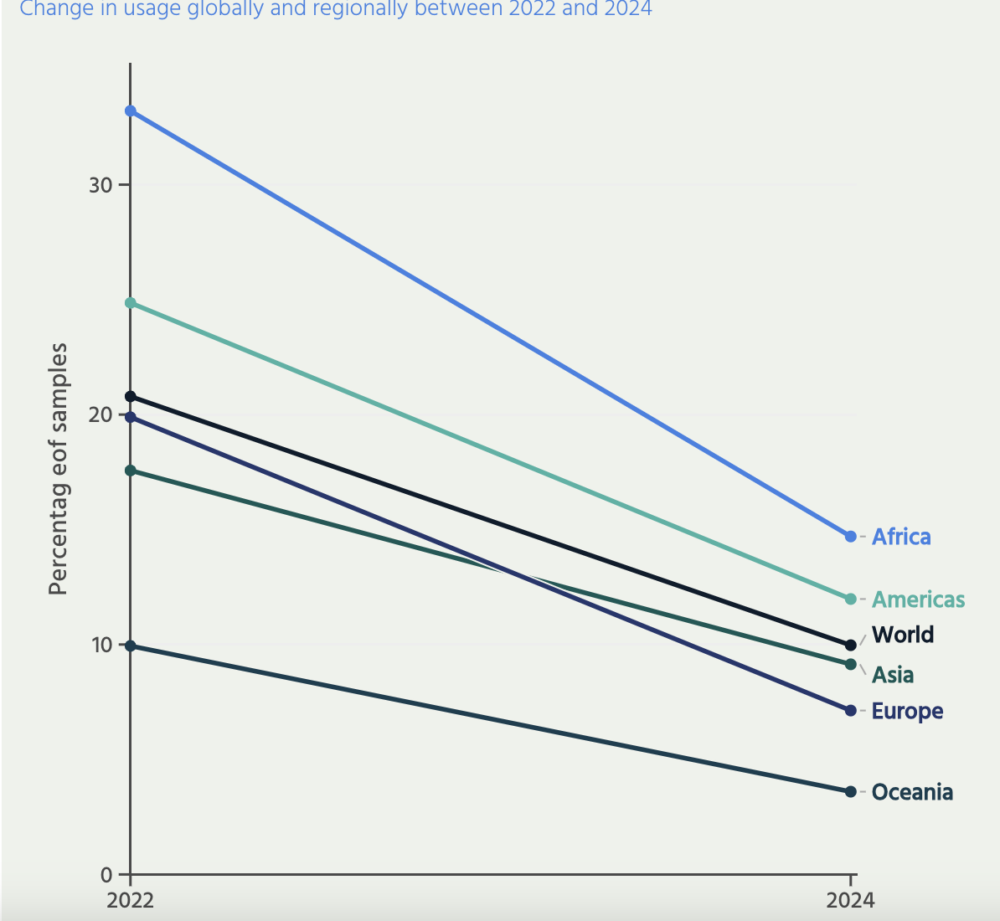 Change in usage globally and regionally between 2022 and 2024
30
20
10
0
Percentag eof samples
Africa
Americas
World
Asia
Europe
Oceania
2022
2024